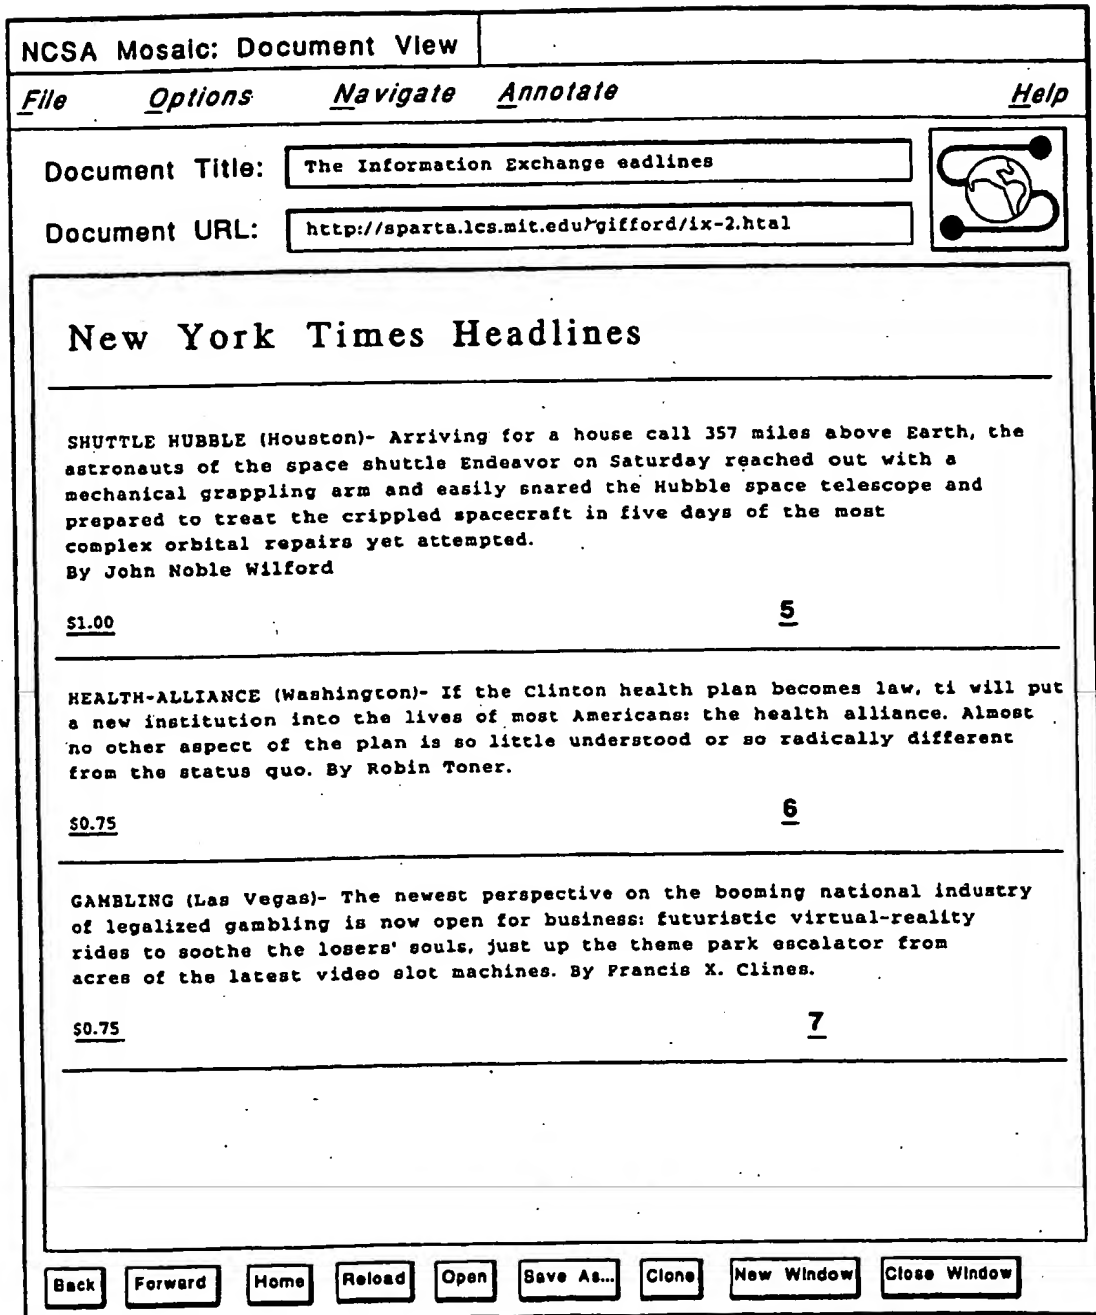 NCSA Mosaic: Document View
File Options Navigate Annotate Help
Document Title: The Information Exchange eadlines
Document URL: http://sparta.lcs.mit.edu/gifford/ix-2.htal
New York Times Headlines
SHUTTLE HUBBLE (Houston)- Arriving for a house call 357 miles above Earth, the
astronauts of the space shuttle Endeavor on Saturday reached out with a
mechanical grappling arm and easily snared the Hubble space telescope and
prepared to treat the crippled spacecraft in five days of the most
complex orbital repairs yet attempted.
By John Noble Wilford
$1.00 5
HEALTH-ALLIANCE (Washington)- If the Clinton health plan becomes law, ti will put
a new institution into the lives of most Americans: the health alliance. Almost
no other aspect of the plan is so little understood or so radically different
from the status quo. By Robin Toner.
$0.75 6
GAMBLING (Las Vegas)- The newest perspective on the booming national industry
of legalized gambling is now open for business: futuristic virtual-reality
rides to soothe the losers' souls, just up the theme park escalator from
acres of the latest video slot machines. By Francis X. Clines.
$0.75 7
Back Forward Home Reload Open Save As... Clone New Window Close Window